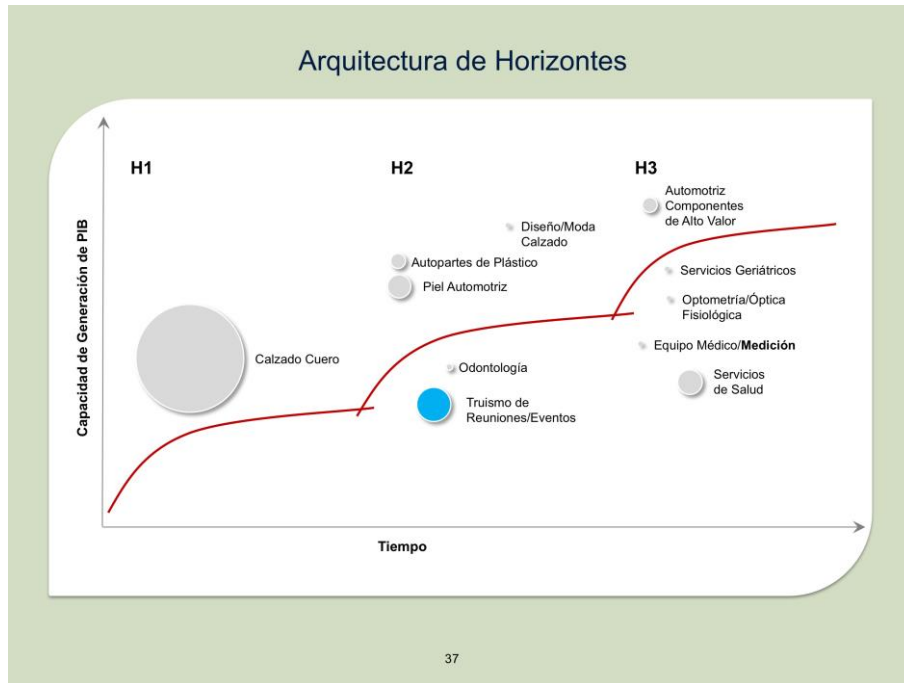 Arquitectura de Horizontes
H1
H2
H3
Capacidad de Generación de PIB
Calzado Cuero
Diseño/Moda
Calzado
Autopartes de Plástico
Piel Automotriz
Odontología
Truismo de
Reuniones/Eventos
Automotriz
Componentes
de Alto Valor
Servicios Geriátricos
Optometría/Óptica
Fisiológica
Equipo Médico/Medición
Servicios
de Salud
Tiempo
37